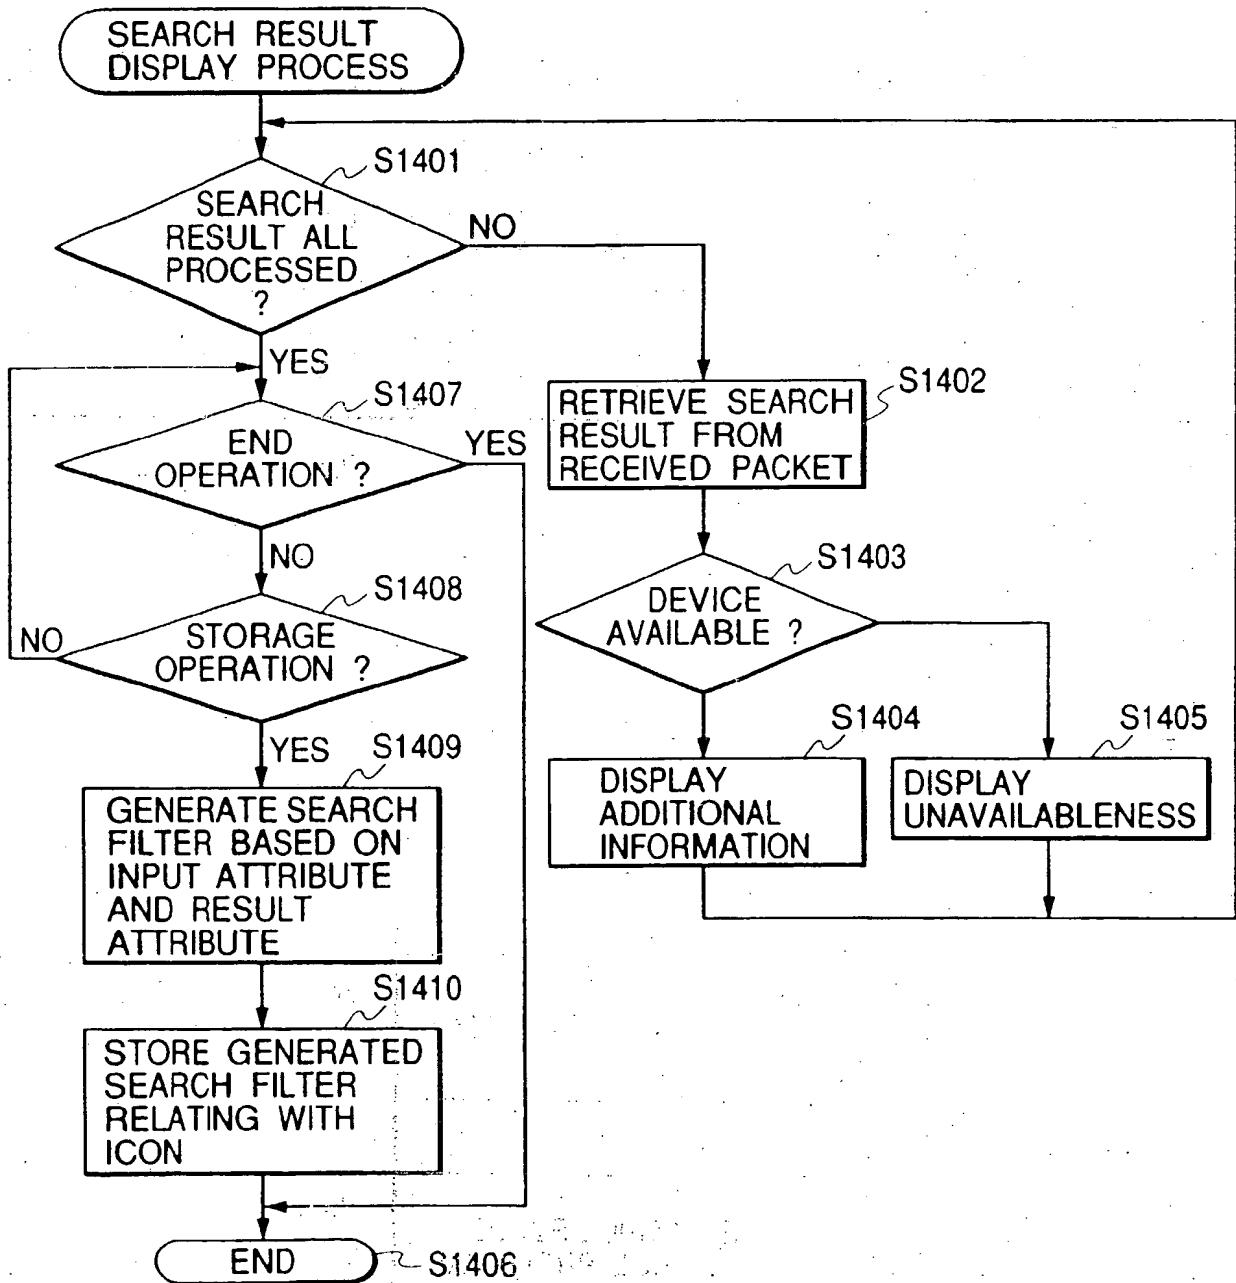 SEARCH RESULT
DISPLAY PROCESS
S1401
SEARCH
RESULT ALL
PROCESSED
?
NO
YES
S1407
END
OPERATION ?
YES
NO
S1408
STORAGE
OPERATION ?
NO
YES
S1409
GENERATE SEARCH
FILTER BASED ON
INPUT ATTRIBUTE
AND RESULT
ATTRIBUTE
S1410
STORE GENERATED
SEARCH FILTER
RELATING WITH
ICON
END
S1406
S1402
RETRIEVE SEARCH
RESULT FROM
RECEIVED PACKET
S1403
DEVICE
AVAILABLE ?
S1404
DISPLAY
ADDITIONAL
INFORMATION
S1405
DISPLAY
UNAVAILABLENESS